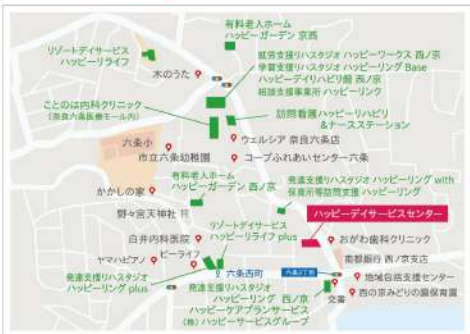 有料老人ホーム
ハッピーガーデン 京西
リゾートデイサービス
ハッピーリライフ
就労支援リハスタジオ ハッピーワークス 西ノ京
学習支援リハスタジオ ハッピーリング Base
ハッピーデイリハビリ館 西ノ京
相談支援事業所 ハッピーリンク
木のうた
ことのは内科クリニック
(奈良六条医療モール内)
訪問看護ハッピーリハビリ
&ナースステーション
六条小
ウェルシア 奈良六条店
市立六条幼稚園
コープふれあいセンター六条
有料老人ホーム
ハッピーガーデン 西ノ京
発達支援リハスタジオ ハッピーリング with
保育所等訪問支援 ハッピーリング
かかしの家
野々宮天神社
ハッピーデイサービスセンター
リゾートデイサービス
ハッピーリライフ plus
白井内科医院
おがわ歯科クリニック
ヤマハピアノ
ビーライフ
南都銀行 西ノ京支店
六条西町
六条2丁目
地域包括支援センター
発達支援リハスタジオ
ハッピーリング plus
発達支援リハスタジオ
ハッピーリング 西ノ京
ハッピーケアプランサービス
(株)ハッピーサービスグループ
交番
西の京みどりの園保育園